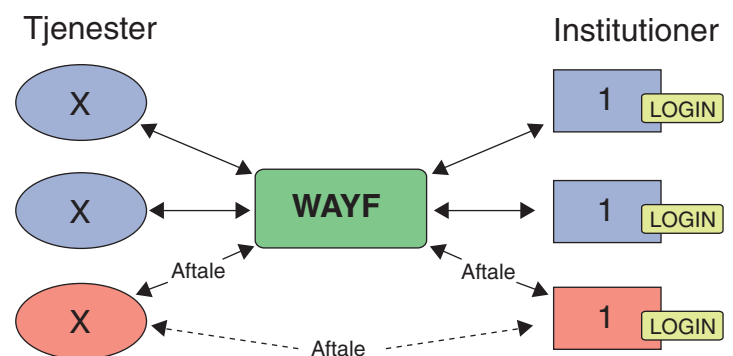 Tjenester
Institutioner
X
1
LOGIN
X
WAYF
1
LOGIN
Aftale
Aftale
X
1
LOGIN
Aftale